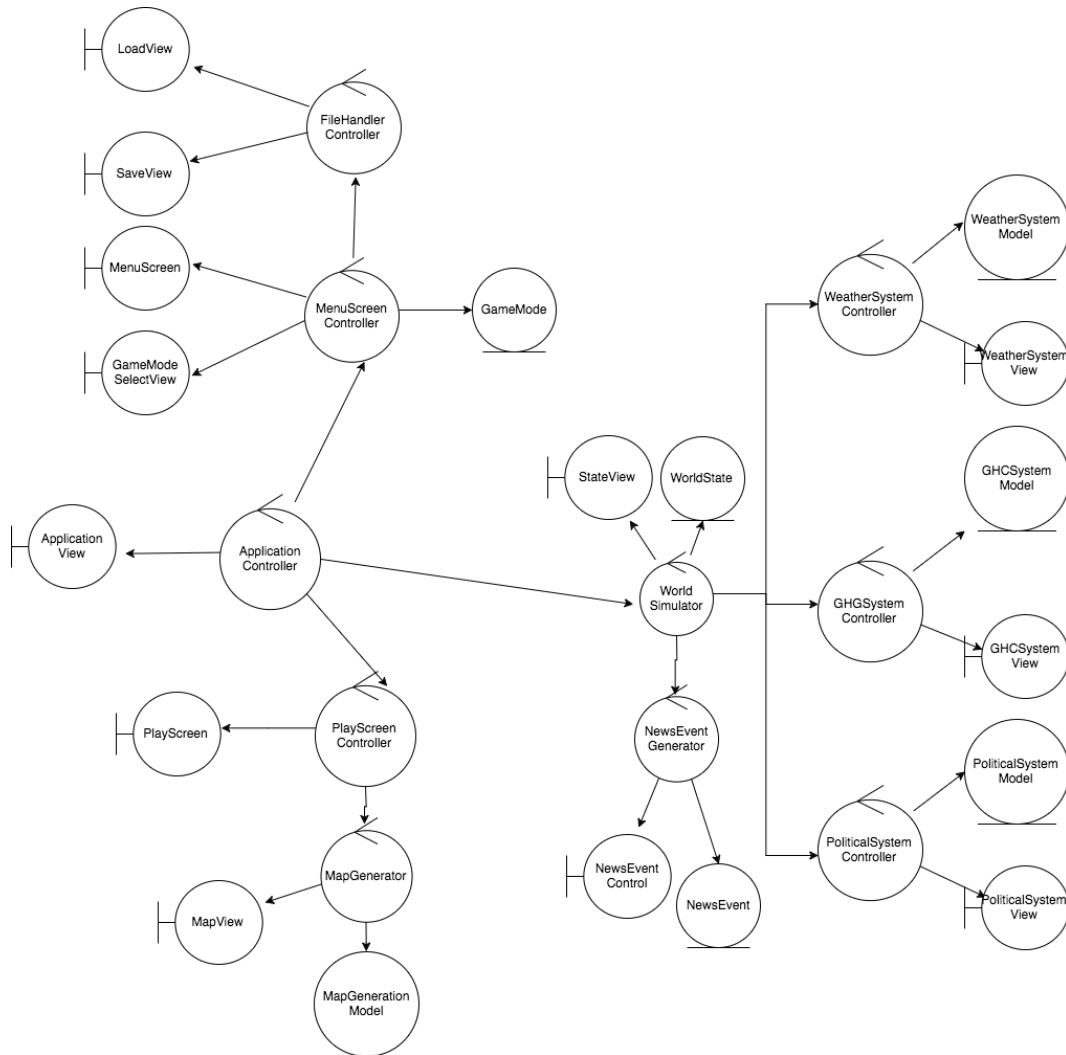 LoadView
FileHandler
Controller
SaveView
MenuScreen
MenuScreen
Controller
GameMode
GameMode
SelectView
WeatherSystem
Model
WeatherSystem
Controller
WeatherSystem
View
StateView
WorldState
GHCSystem
Model
Application
View
Application
Controller
World
Simulator
GHGSystem
Controller
GHCSystem
View
PlayScreen
PlayScreen
Controller
NewsEvent
Generator
PoliticalSystem
Model
PoliticalSystem
Controller
MapGenerator
NewsEvent
Control
NewsEvent
PoliticalSystem
View
MapView
MapGeneration
Model